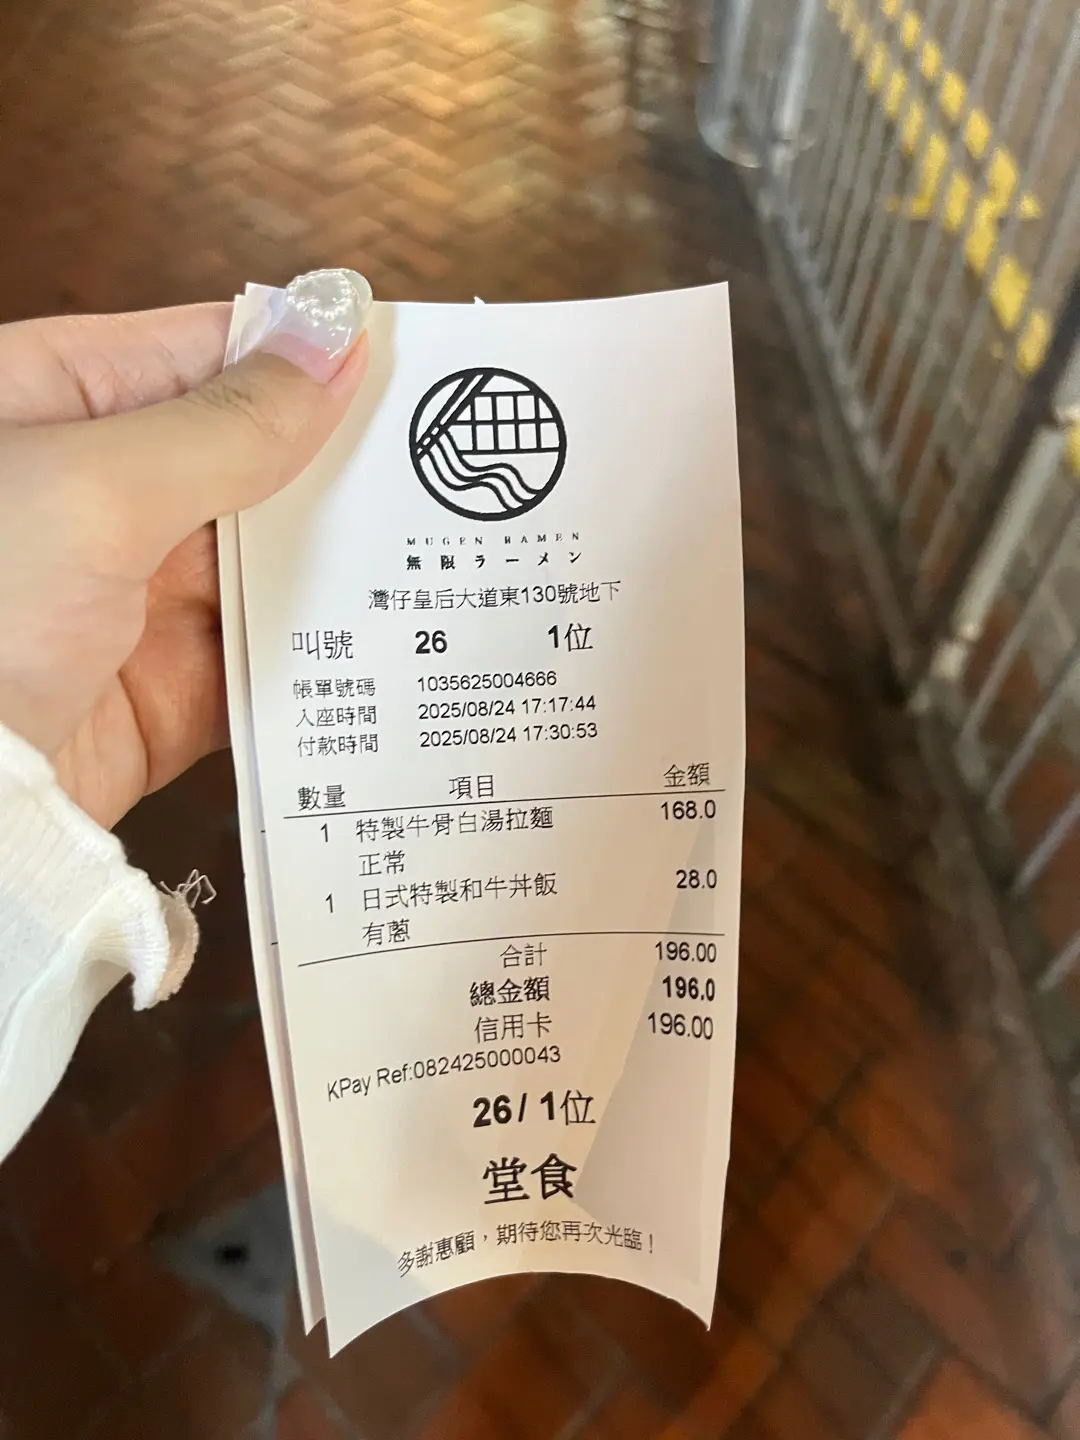 MUGEN RAMEN
無限ラーメン
灣仔皇后大道東130號地下
叫號 26 1位
帳單號碼 1035625004666
入座時間 2025/08/24 17:17:44
付款時間 2025/08/24 17:30:53
數量 項目 金額
1 特製牛骨白湯拉麵 168.0
正常
1 日式特製和牛丼飯 28.0
有蔥
合計 196.00
總金額 196.0
信用卡 196.00
KPay Ref:082425000043
26/ 1位
堂食
多謝惠顧，期待您再次光臨！